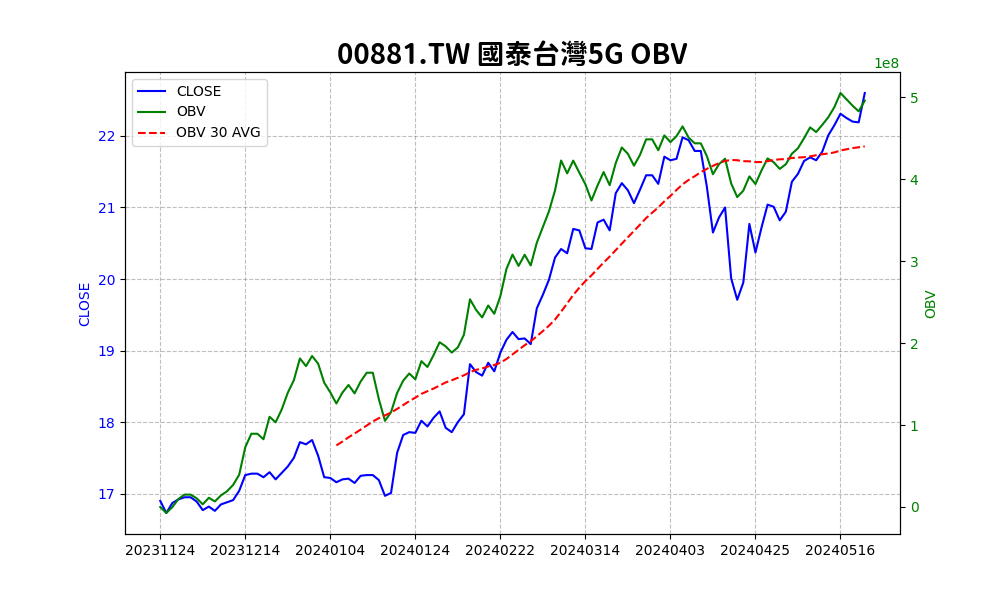 00881.TW 國泰台灣5G OBV
1e8
CLOSE
OBV
OBV 30 AVG
22
21
20
19
18
17
CLOSE
5
4
3
2
1
0
OBV
20231124 20231214 20240104 20240124 20240222 20240314 20240403 20240425 20240516